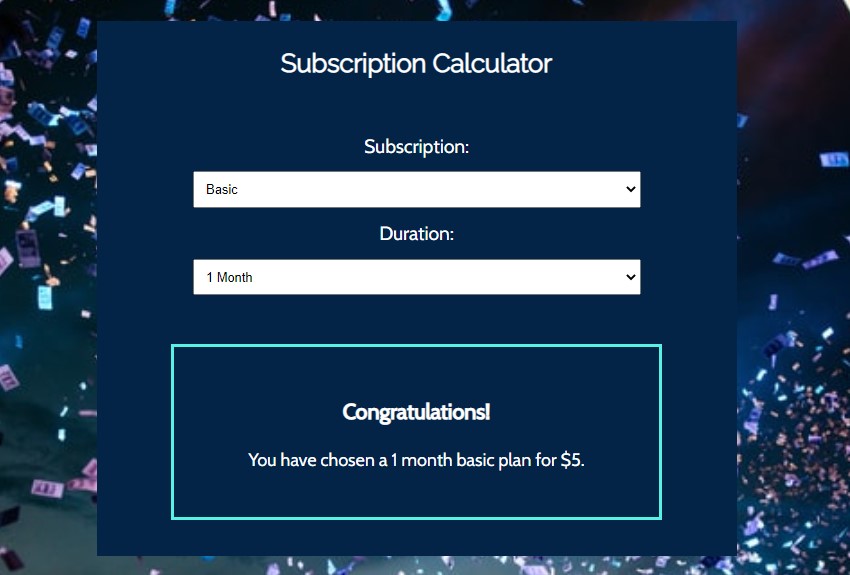 Subscription Calculator
Subscription:
Basic
Duration:
1 Month
Congratulations!
You have chosen a 1 month basic plan for $5.